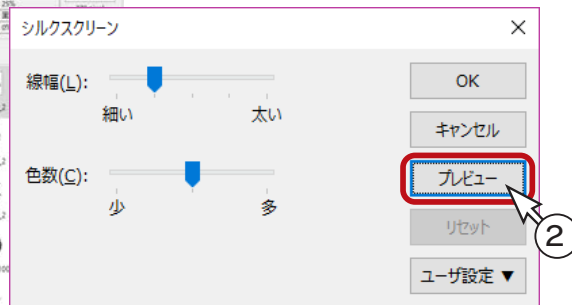 シルクスクリーン
線幅(L):
細い 太い
色数(C):
少 多
OK
キャンセル
プレビュー
リセット
ユーザ設定 ▼
2